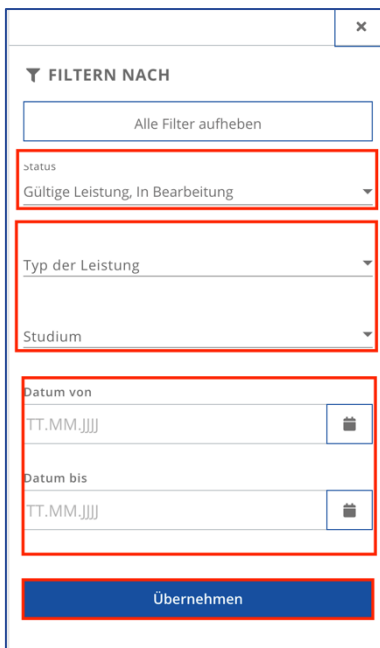 FILTERN NACH
Alle Filter aufheben
Status
Gültige Leistung, In Bearbeitung
Typ der Leistung
Studium
Datum von
TT.MM.JJJJ
Datum bis
TT.MM.JJJJ
Übernehmen